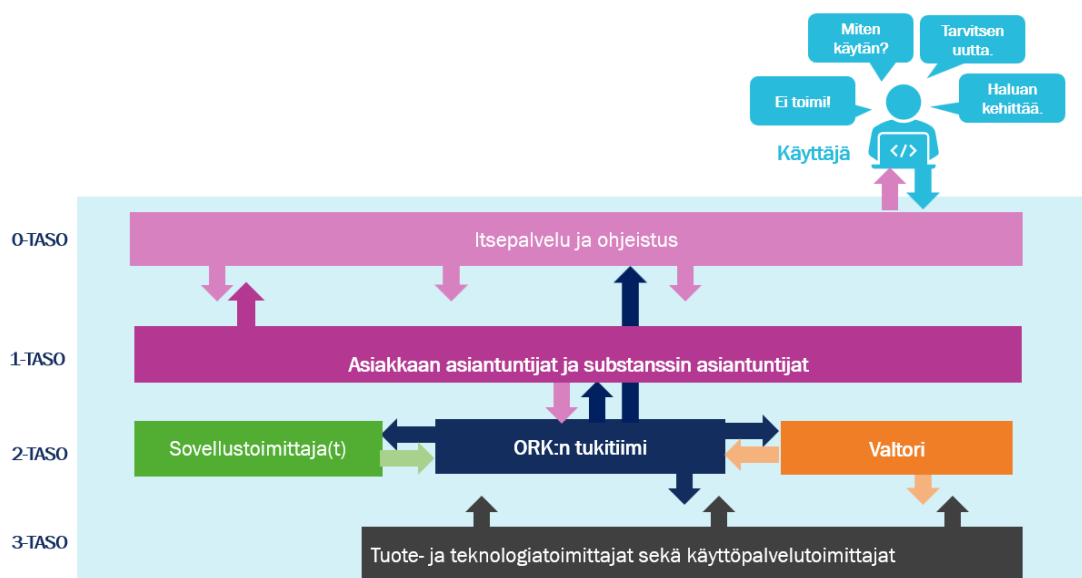 Miten
käytän?
Tarvitsen
uutta.
Ei toimi!
Haluan
kehittää.
</>
Käyttäjä
0-TASO
Itsepalvelu ja ohjeistus
1-TASO
Asiakkaan asiantuntijat ja substanssin asiantuntijat
2-TASO
Sovellustoimittaja(t)
ORK:n tukitiimi
Valtori
3-TASO
Tuote- ja teknologiatoimittajat sekä käyttöpalvelutoimittajat